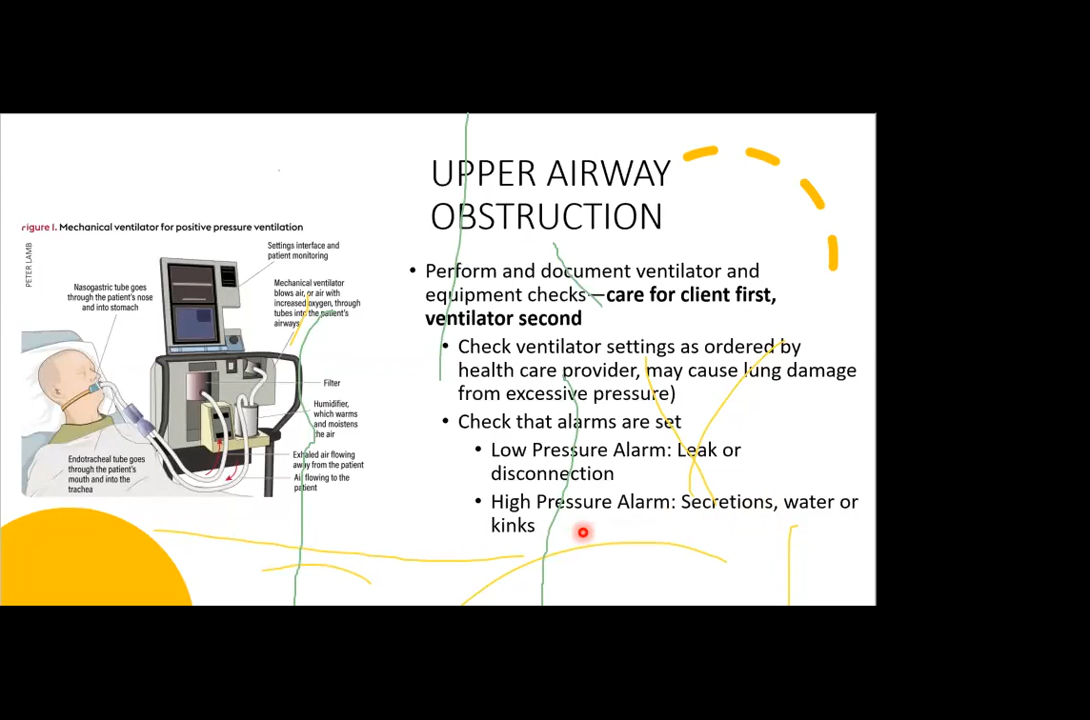 UPPER AIRWAY
OBSTRUCTION
igure 1. Mechanical ventilator for positive pressure ventilation
PETER LAMB
Settings interface and
patient monitoring
Nasogastric tube goes
through the patient's nose
and into stomach
Mechanical ventilator
blows air, or air with
increased oxygen, through
tubes into the patient's
airways
Filter
Humidifier,
which warms
and moistens
the air
Exhaled air flowing
away from the patient
Air flowing to the
patient
Endotracheal tube goes
through the patient's
mouth and into the
trachea
• Perform and document ventilator and
equipment checks—care for client first,
ventilator second
• Check ventilator settings as ordered by
health care provider, may cause lung damage
from excessive pressure)
• Check that alarms are set
• Low Pressure Alarm: Leak or
disconnection
• High Pressure Alarm: Secretions, water or
kinks